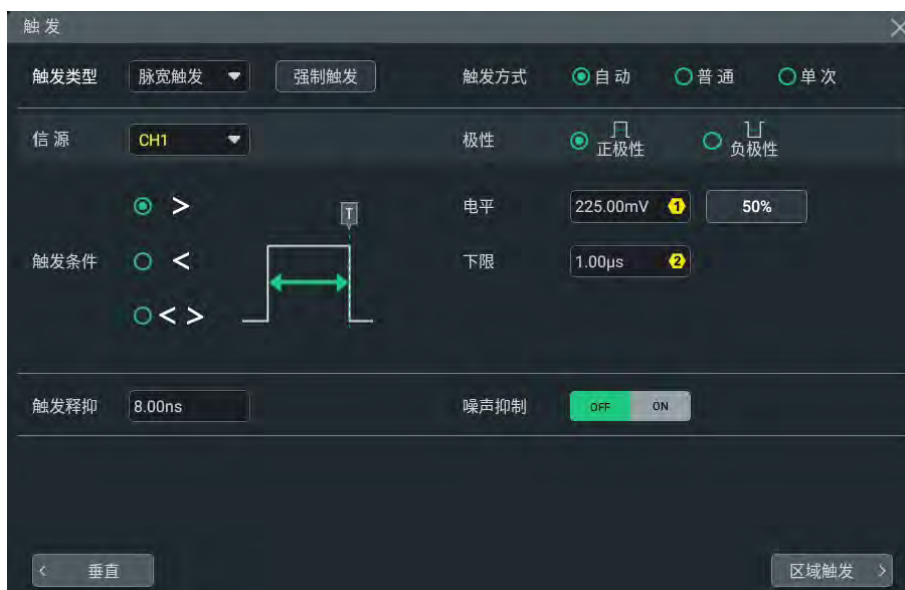 触 发
触发类型 脉宽触发 强制触发 触发方式 自 动 普 通 单 次
信 源 CH1 极性 正极性 负极性
> T 电平 225.00mV 1 50%
触发条件 < 下限 1.00μs 2
< >
触发释抑 8.00ns 噪声抑制 OFF ON
< 垂直 区域触发 >